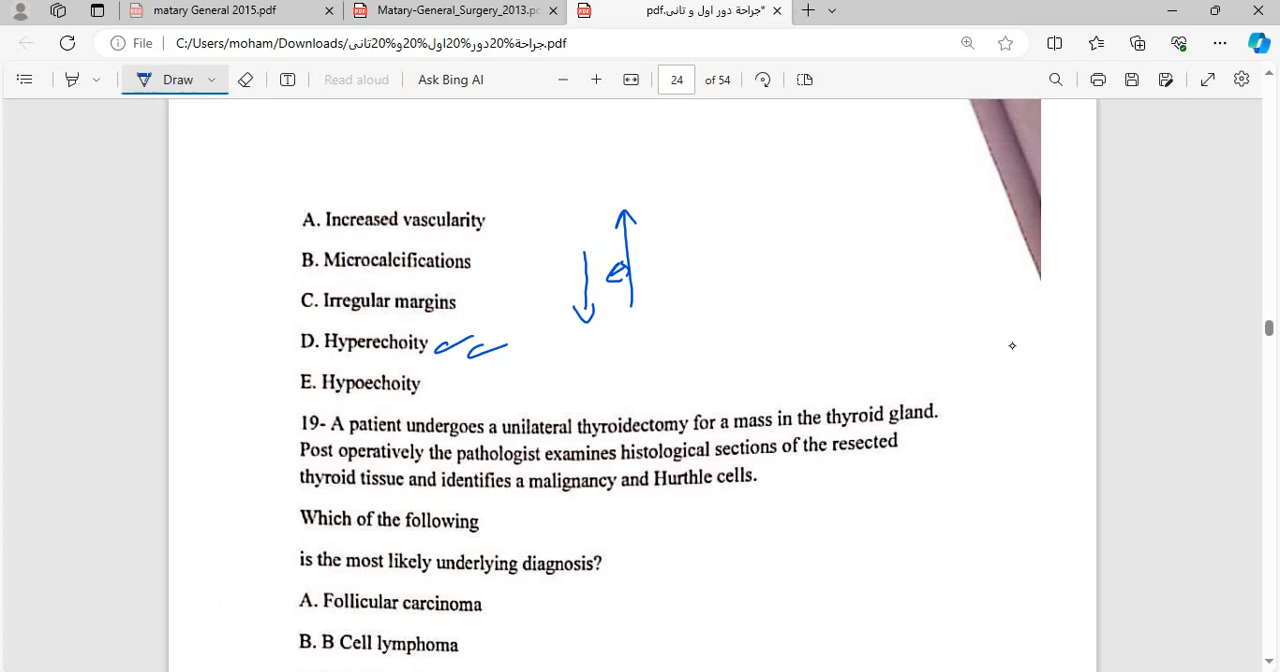 matary General 2015.pdf
Matary-General_Surgery_2013.pc
*جراحة دور اول و تانى.pdf
File
C:/Users/moham/Downloads/جراحة%20دور%20اول%20و%20تانى.pdf
Draw
Read aloud
Ask Bing AI
24
of 54
A. Increased vascularity
B. Microcalcifications
C. Irregular margins
D. Hyperechoity
E. Hypoechoity
19- A patient undergoes a unilateral thyroidectomy for a mass in the thyroid gland.
Post operatively the pathologist examines histological sections of the resected
thyroid tissue and identifies a malignancy and Hurthle cells.
Which of the following
is the most likely underlying diagnosis?
A. Follicular carcinoma
B. B Cell lymphoma